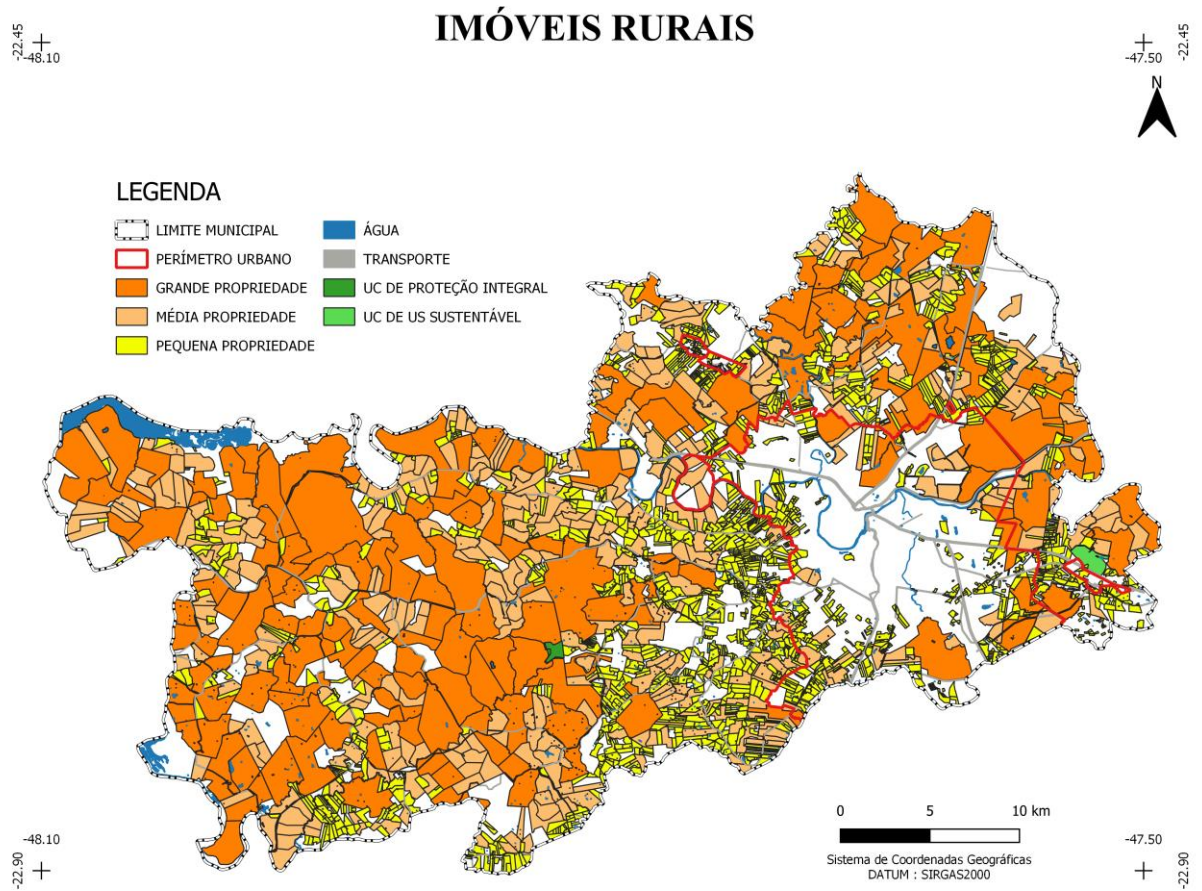 IMÓVEIS RURAIS
-22.45
-48.10
-47.50
-22.45
N
LEGENDA
LIMITE MUNICIPAL
PERÍMETRO URBANO
GRANDE PROPRIEDADE
MÉDIA PROPRIEDADE
PEQUENA PROPRIEDADE
ÁGUA
TRANSPORTE
UC DE PROTEÇÃO INTEGRAL
UC DE US SUSTENTÁVEL
0 5 10 km
Sistema de Coordenadas Geográficas
DATUM : SIRGAS2000
-48.10
-22.90
-47.50
-22.90